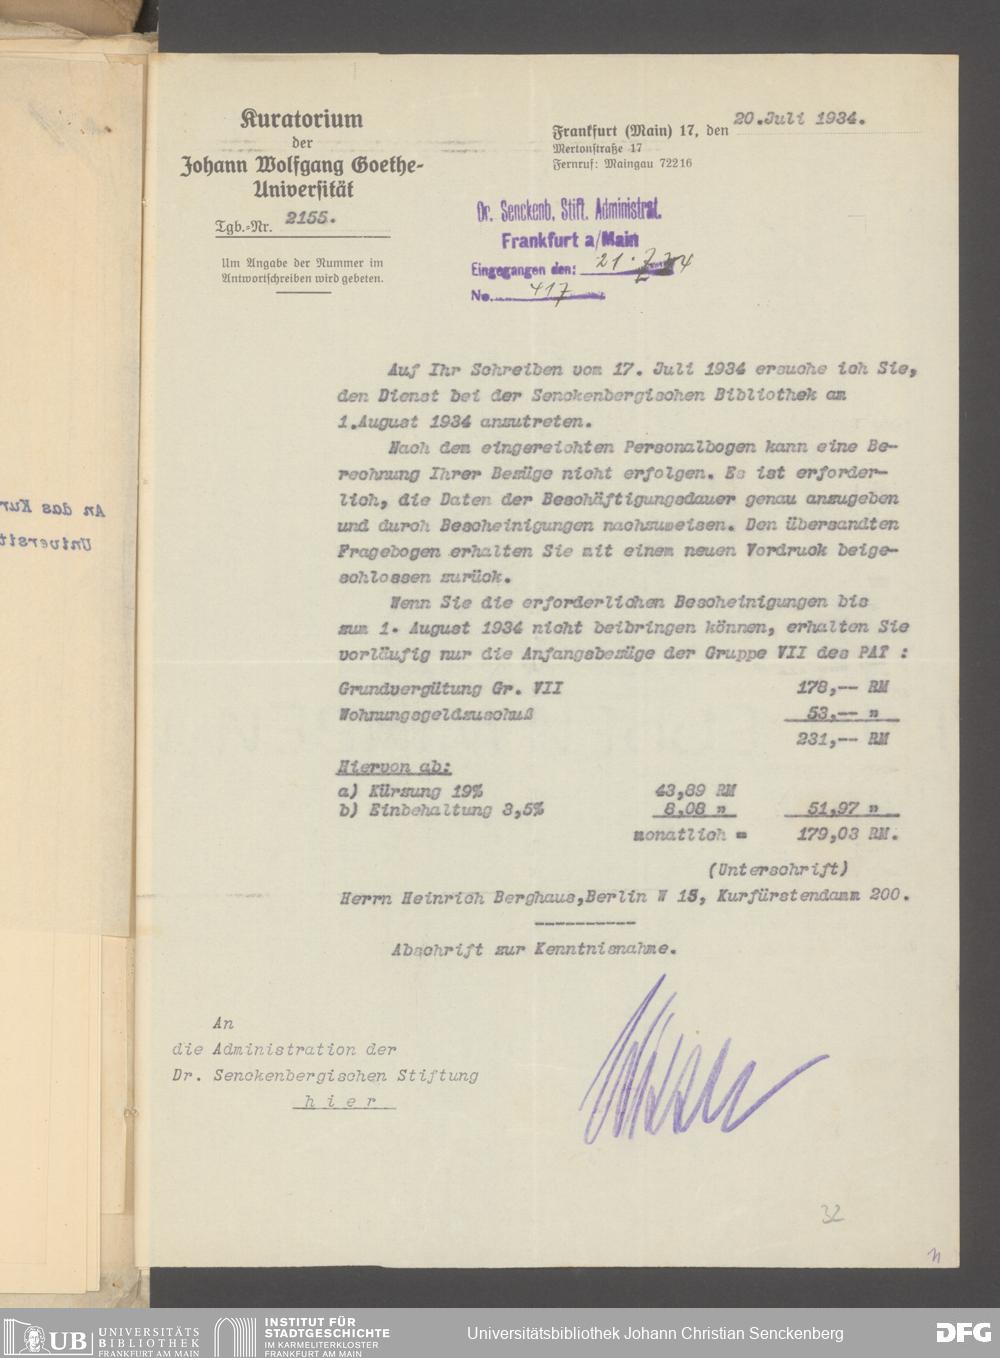 Kuratorium
der
Johann Wolfgang Goethe-
Universität
Tgb.-Nr. 2155.
Um Angabe der Nummer im
Antwortschreiben wird gebeten.
Frankfurt (Main) 17, den 20.Juli 1934.
Mertonstraße 17
Fernruf: Maingau 72216
Dr. Senckenb. Stift. Administrat.
Frankfurt a/Main
Eingegangen den: 21.7.34
No. 417
Auf Ihr Schreiben vom 17. Juli 1934 ersuche ich Sie,
den Dienst bei der Senckenbergischen Bibliothek am
1.August 1934 anzutreten.
Nach dem eingereichten Personalbogen kann eine Be-
rechnung Ihrer Bezüge nicht erfolgen. Es ist erforder-
lich, die Daten der Beschäftigungsdauer genau anzugeben
und durch Bescheinigungen nachzuweisen. Den übersandten
Fragebogen erhalten Sie mit einem neuen Vordruck beige-
schlossen zurück.
Wenn Sie die erforderlichen Bescheinigungen bis
zum 1. August 1934 nicht beibringen können, erhalten Sie
vorläufig nur die Anfangsbezüge der Gruppe VII des PAT :
Grundvergütung Gr. VII 178,-- RM
Wohnungsgeldzuschuß 53,-- "
231,-- RM
Hiervon ab:
a) Kürzung 19% 43,89 RM
b) Einbehaltung 3,5% 8,08 " 51,97 "
monatlich = 179,03 RM.
(Unterschrift)
Herrn Heinrich Berghaus,Berlin W 15, Kurfürstendamm 200.
Abschrift zur Kenntnisnahme.
An
die Administration der
Dr. Senckenbergischen Stiftung
h i e r
32
An das Kur
Universit
UB UNIVERSITÄTS
BIBLIOTHEK
FRANKFURT AM MAIN
INSTITUT FÜR
STADTGESCHICHTE
IM KARMELITERKLOSTER
FRANKFURT AM MAIN
Universitätsbibliothek Johann Christian Senckenberg
DFG